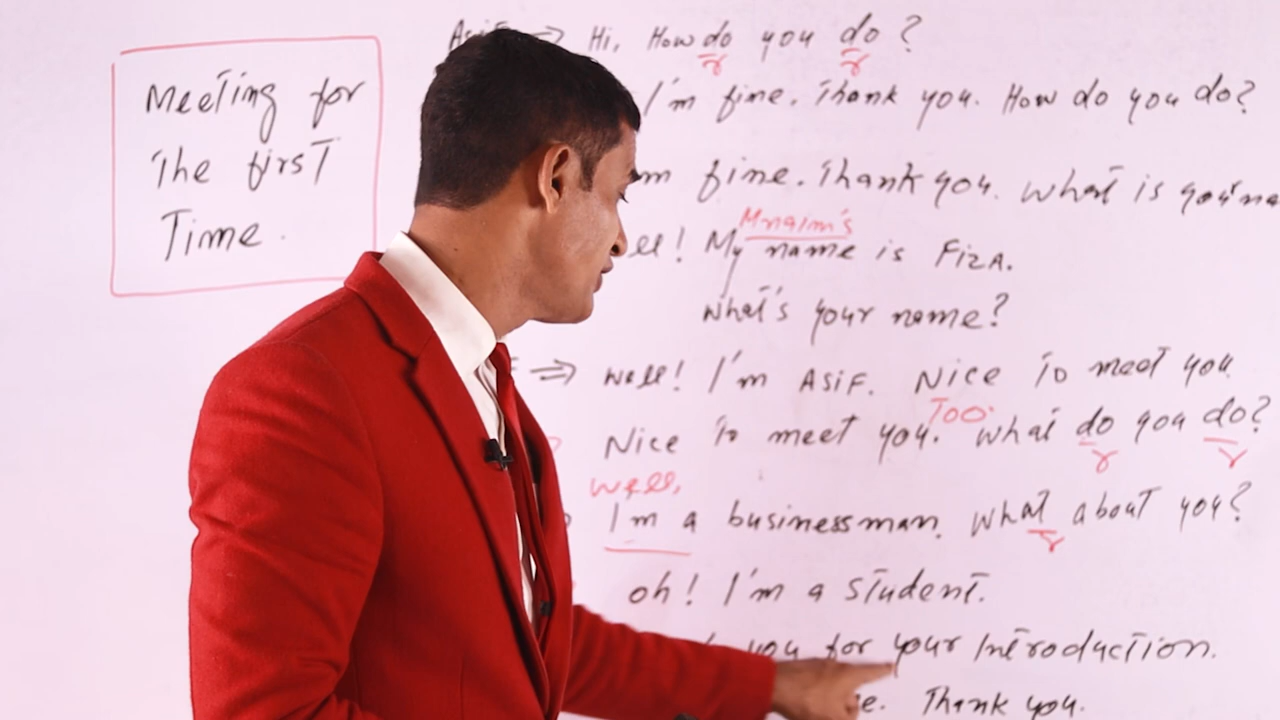 Meeting for
The first
Time.
Asif ⇒ Hi, How do you do?
I'm fine. Thank you. How do you do?
m fine. Thank you. What is
Mnaim's
ell! My name is FizA.
What's your name?
⇒ well! I'm ASiF. Nice To meet you
Too.
Nice To meet you. What do you do?
well,
I'm a businessman. What about you?
oh! I'm a Student.
you for your Introduction.
e. Thank you.